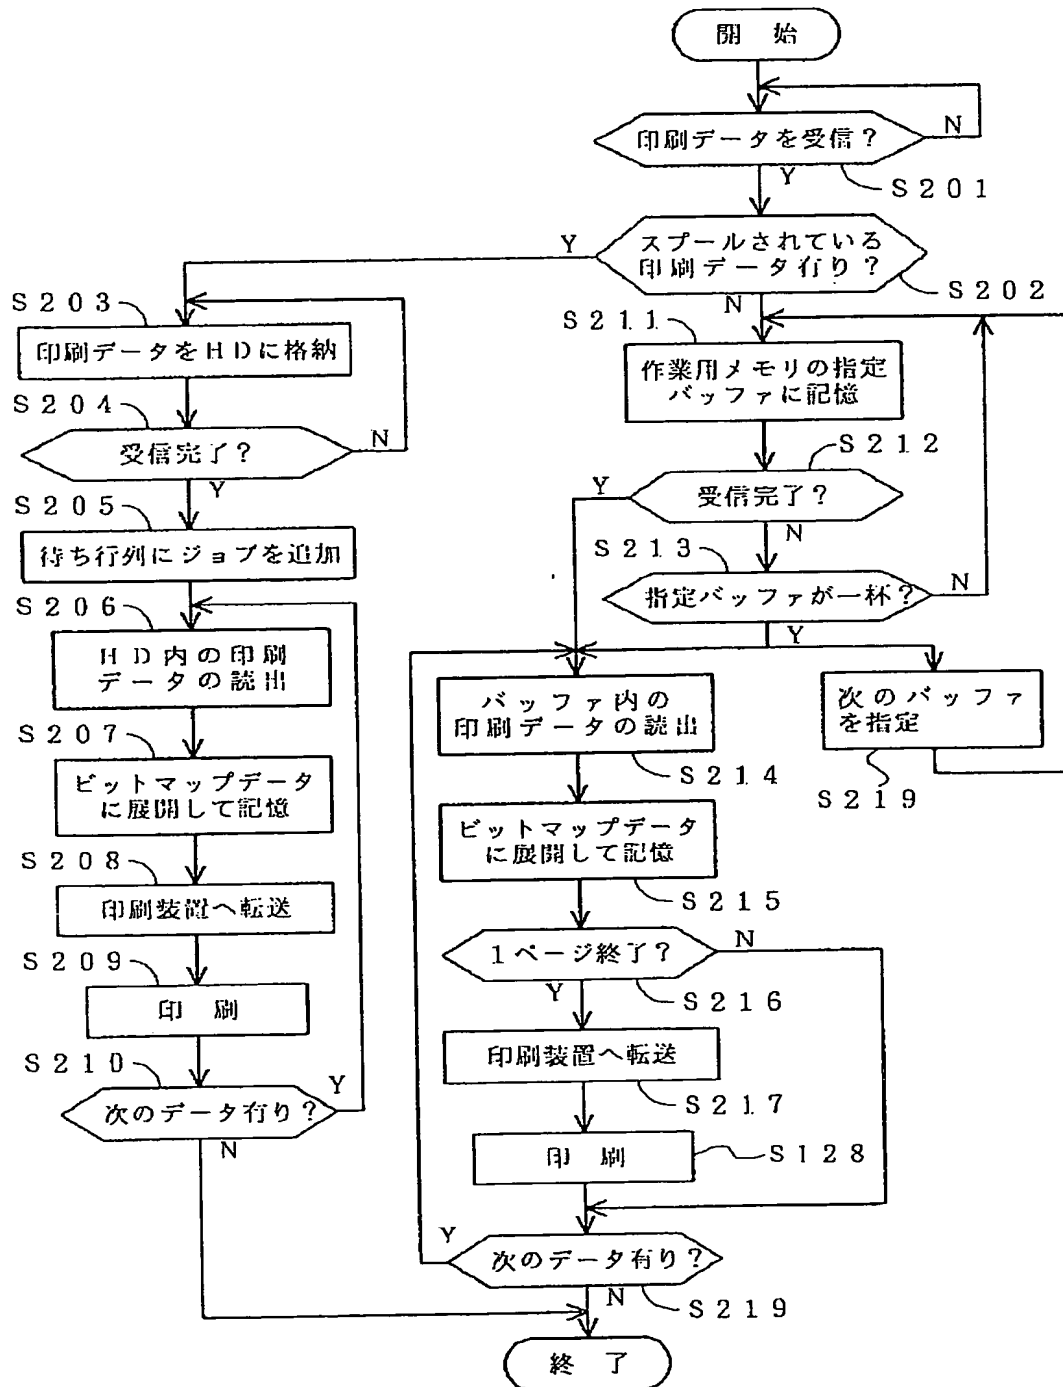 開 始
印刷データを受信?
N
Y
S201
スプールされている
印刷データ有り?
Y
N
S202
S203
印刷データをHDに格納
S204
受信完了?
N
Y
S205
待ち行列にジョブを追加
S206
HD内の印刷
データの読出
S207
ビットマップデータ
に展開して記憶
S208
印刷装置へ転送
S209
印 刷
S210
次のデータ有り?
Y
N
S211
作業用メモリの指定
バッファに記憶
S212
受信完了?
Y
N
S213
指定バッファが一杯?
N
Y
バッファ内の
印刷データの読出
S214
次のバッファ
を指定
S219
ビットマップデータ
に展開して記憶
S215
1ページ終了?
N
Y
S216
印刷装置へ転送
S217
印 刷
S128
次のデータ有り?
Y
N
S219
終 了